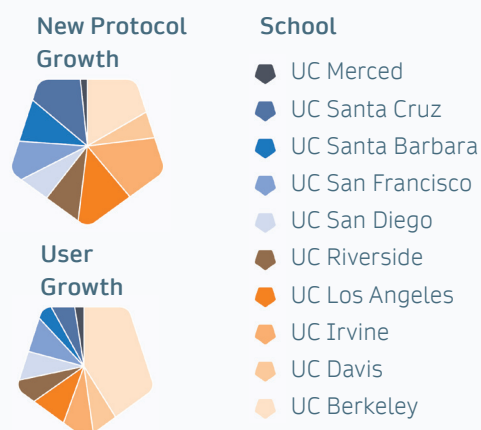 New Protocol
Growth
User
Growth
School
UC Merced
UC Santa Cruz
UC Santa Barbara
UC San Francisco
UC San Diego
UC Riverside
UC Los Angeles
UC Irvine
UC Davis
UC Berkeley